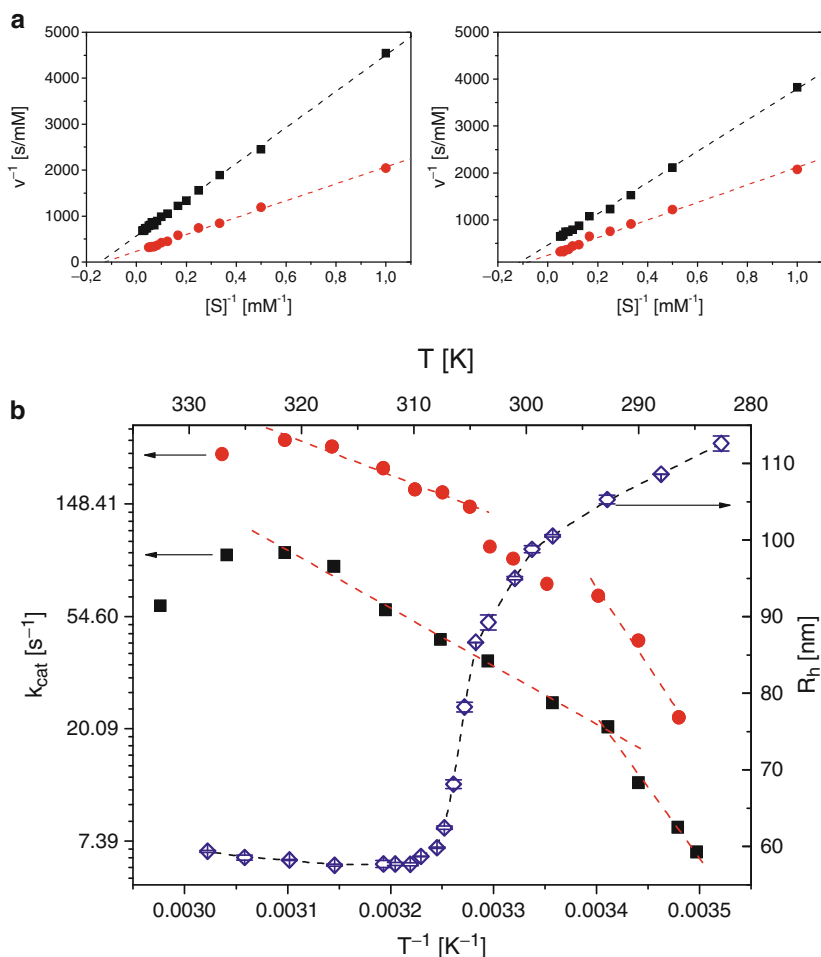 a
5000
4000
3000
2000
1000
0
v⁻¹ [s/mM]
−0,2 0,0 0,2 0,4 0,6 0,8 1,0
[S]⁻¹ [mM⁻¹]
5000
4000
3000
2000
1000
v⁻¹ [s/mM]
−0,2 0,0 0,2 0,4 0,6 0,8 1,0
[S]⁻¹ [mM⁻¹]
T [K]
b
330 320 310 300 290 280
148.41
54.60
20.09
7.39
k_cat [s⁻¹]
110
100
90
80
70
60
R_h [nm]
0.0030 0.0031 0.0032 0.0033 0.0034 0.0035
T⁻¹ [K⁻¹]